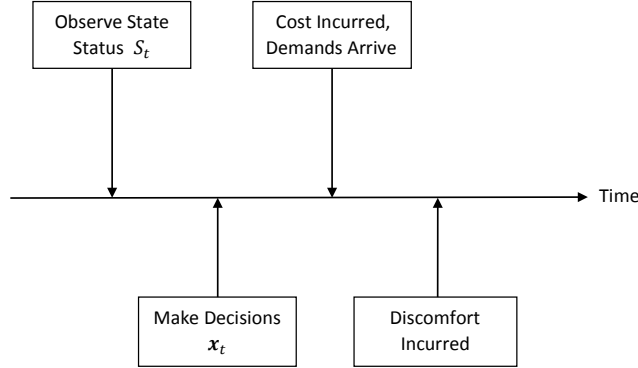 Observe State
Status S_t
Cost Incurred,
Demands Arrive
Time
Make Decisions
x_t
Discomfort
Incurred